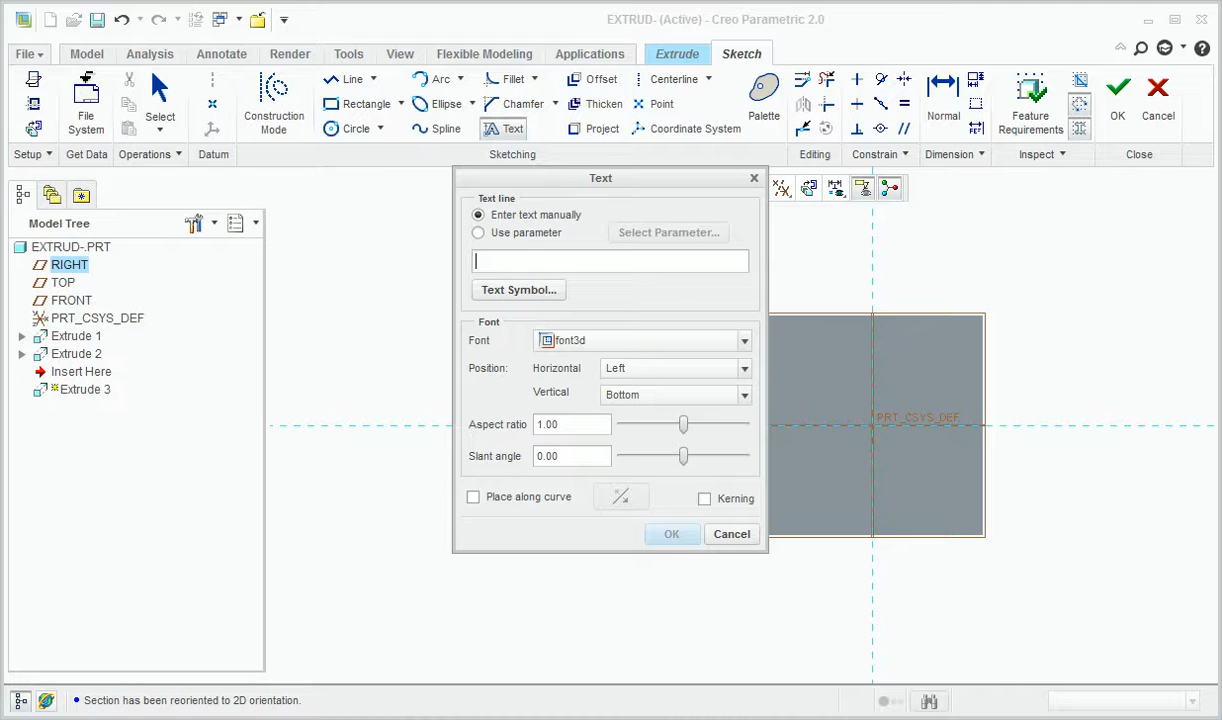 EXTRUD- (Active) - Creo Parametric 2.0
File Model Analysis Annotate Render Tools View Flexible Modeling Applications Extrude Sketch
Line Arc Fillet Offset Centerline
Rectangle Ellipse Chamfer Thicken Point
Circle Spline Text Project Coordinate System
File System
Select
Construction Mode
Palette
Normal
Feature Requirements
OK
Cancel
Setup Get Data Operations Datum Sketching Editing Constrain Dimension Inspect Close
Model Tree
EXTRUD-.PRT
RIGHT
TOP
FRONT
PRT_CSYS_DEF
Extrude 1
Extrude 2
Insert Here
Extrude 3
Text
Text line
Enter text manually
Use parameter Select Parameter...
Text Symbol...
Font
Font font3d
Position: Horizontal Left
Vertical Bottom
Aspect ratio 1.00
Slant angle 0.00
Place along curve Kerning
OK Cancel
PRT_CSYS_DEF
Section has been reoriented to 2D orientation.